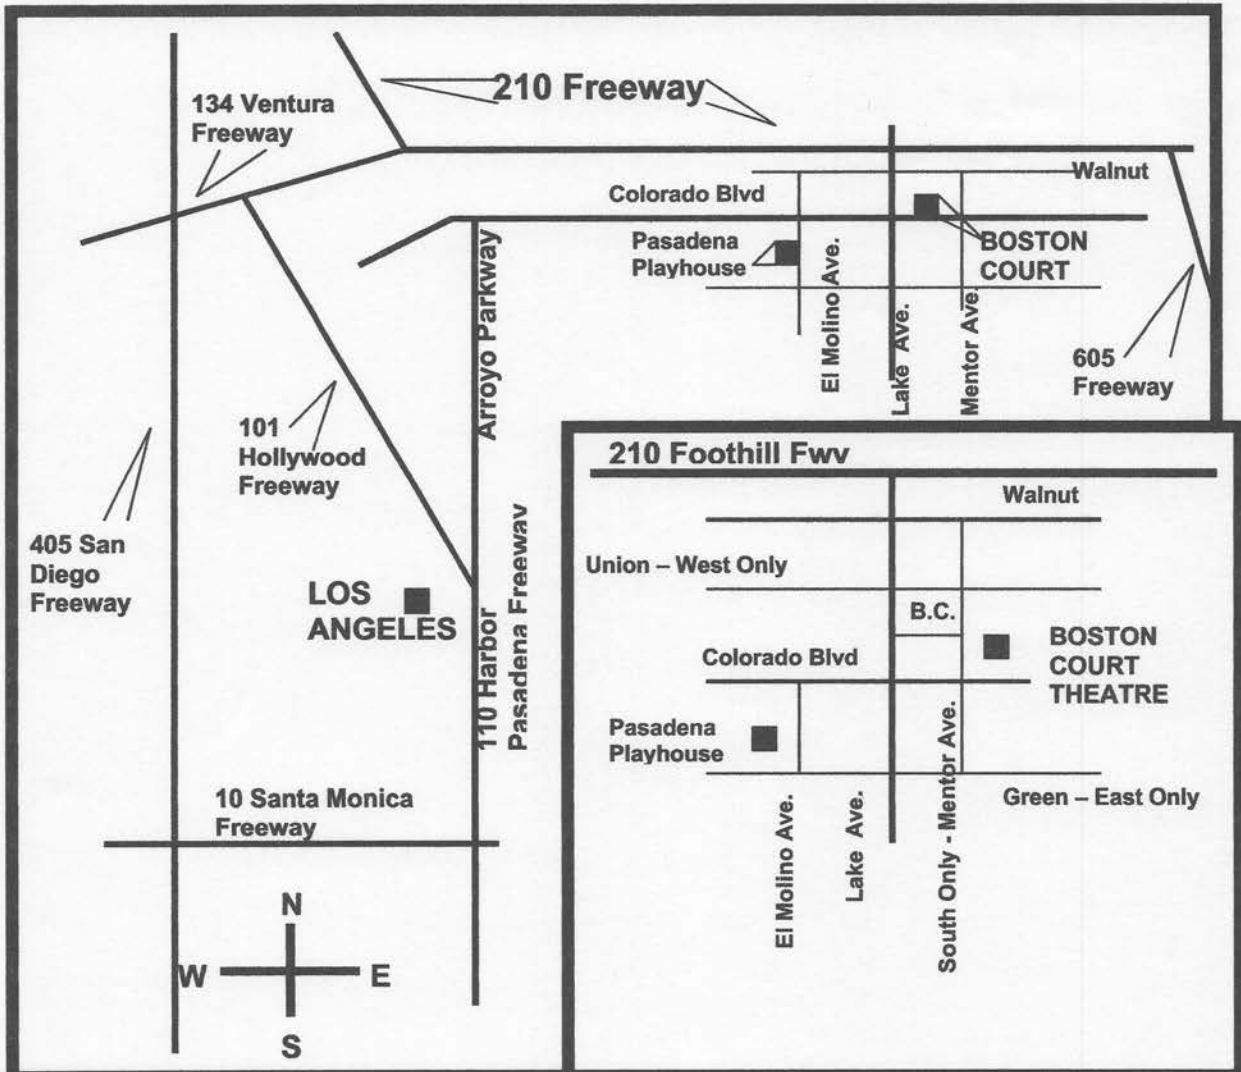 210 Freeway
134 Ventura
Freeway
Walnut
Colorado Blvd
Pasadena
Playhouse
BOSTON
COURT
El Molino Ave.
Lake Ave.
Mentor Ave.
605
Freeway
Arroyo Parkway
101
Hollywood
Freeway
405 San
Diego
Freeway
LOS
ANGELES
110 Harbor
Pasadena Freeway
10 Santa Monica
Freeway
N
W E
S
210 Foothill Fwy
Walnut
Union – West Only
B.C.
BOSTON
COURT
THEATRE
Colorado Blvd
Pasadena
Playhouse
Green – East Only
El Molino Ave.
Lake Ave.
South Only - Mentor Ave.